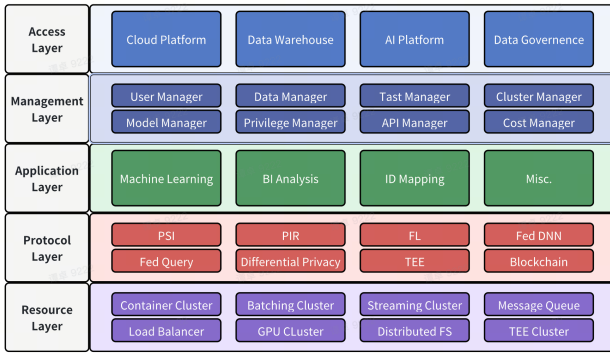 Access
Layer
Cloud Platform
Data Warehouse
AI Platform
Data Governence
Management
Layer
User Manager
Data Manager
Tast Manager
Cluster Manager
Model Manager
Privilege Manager
API Manager
Cost Manager
Application
Layer
Machine Learning
BI Analysis
ID Mapping
Misc.
Protocol
Layer
PSI
PIR
FL
Fed DNN
Fed Query
Differential Privacy
TEE
Blockchain
Resource
Layer
Container Cluster
Batching Cluster
Streaming Cluster
Message Queue
Load Balancer
GPU CLuster
Distributed FS
TEE Cluster